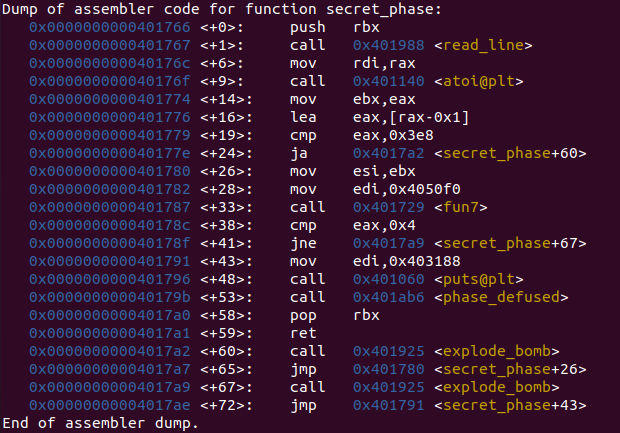 Dump of assembler code for function secret_phase:
0x0000000000401766 <+0>: push rbx
0x0000000000401767 <+1>: call 0x401988 <read_line>
0x000000000040176c <+6>: mov rdi,rax
0x000000000040176f <+9>: call 0x401140 <atoi@plt>
0x0000000000401774 <+14>: mov ebx,eax
0x0000000000401776 <+16>: lea eax,[rax-0x1]
0x0000000000401779 <+19>: cmp eax,0x3e8
0x000000000040177e <+24>: ja 0x4017a2 <secret_phase+60>
0x0000000000401780 <+26>: mov esi,ebx
0x0000000000401782 <+28>: mov edi,0x4050f0
0x0000000000401787 <+33>: call 0x401729 <fun7>
0x000000000040178c <+38>: cmp eax,0x4
0x000000000040178f <+41>: jne 0x4017a9 <secret_phase+67>
0x0000000000401791 <+43>: mov edi,0x403188
0x0000000000401796 <+48>: call 0x401060 <puts@plt>
0x000000000040179b <+53>: call 0x401ab6 <phase_defused>
0x00000000004017a0 <+58>: pop rbx
0x00000000004017a1 <+59>: ret
0x00000000004017a2 <+60>: call 0x401925 <explode_bomb>
0x00000000004017a7 <+65>: jmp 0x401780 <secret_phase+26>
0x00000000004017a9 <+67>: call 0x401925 <explode_bomb>
0x00000000004017ae <+72>: jmp 0x401791 <secret_phase+43>
End of assembler dump.